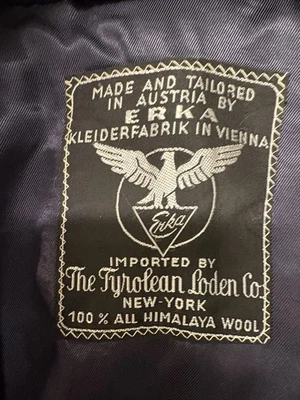 MADE AND TAILORED
IN AUSTRIA BY
ERKA
KLEIDERFABRIK IN VIENNA
Erka
IMPORTED BY
The Tyrolean Loden Co.
NEW-YORK
100 % ALL HIMALAYA WOOL